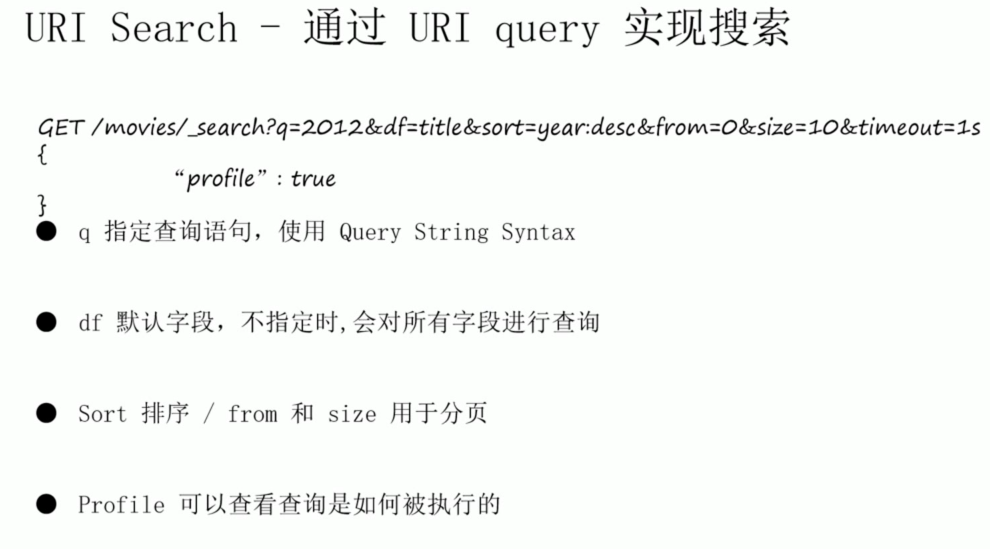 URI Search - 通过 URI query 实现搜索
GET /movies/_search?q=2012&df=title&sort=year:desc&from=0&size=10&timeout=1s
{
“profile” : true
}
● q 指定查询语句，使用 Query String Syntax
● df 默认字段，不指定时,会对所有字段进行查询
● Sort 排序 / from 和 size 用于分页
● Profile 可以查看查询是如何被执行的